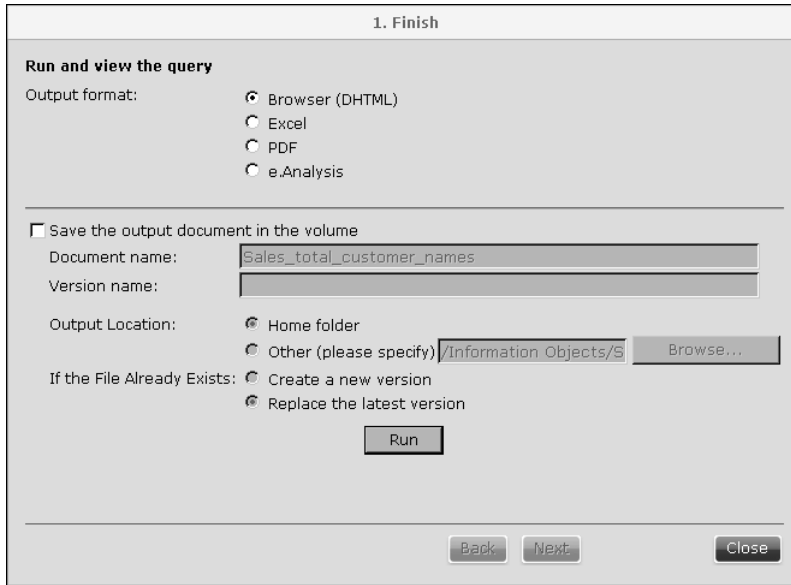 1. Finish
Run and view the query
Output format:
Browser (DHTML)
Excel
PDF
e.Analysis
Save the output document in the volume
Document name: Sales_total_customer_names
Version name:
Output Location: Home folder
Other (please specify) /Information Objects/S Browse...
If the File Already Exists: Create a new version
Replace the latest version
Run
Back Next Close